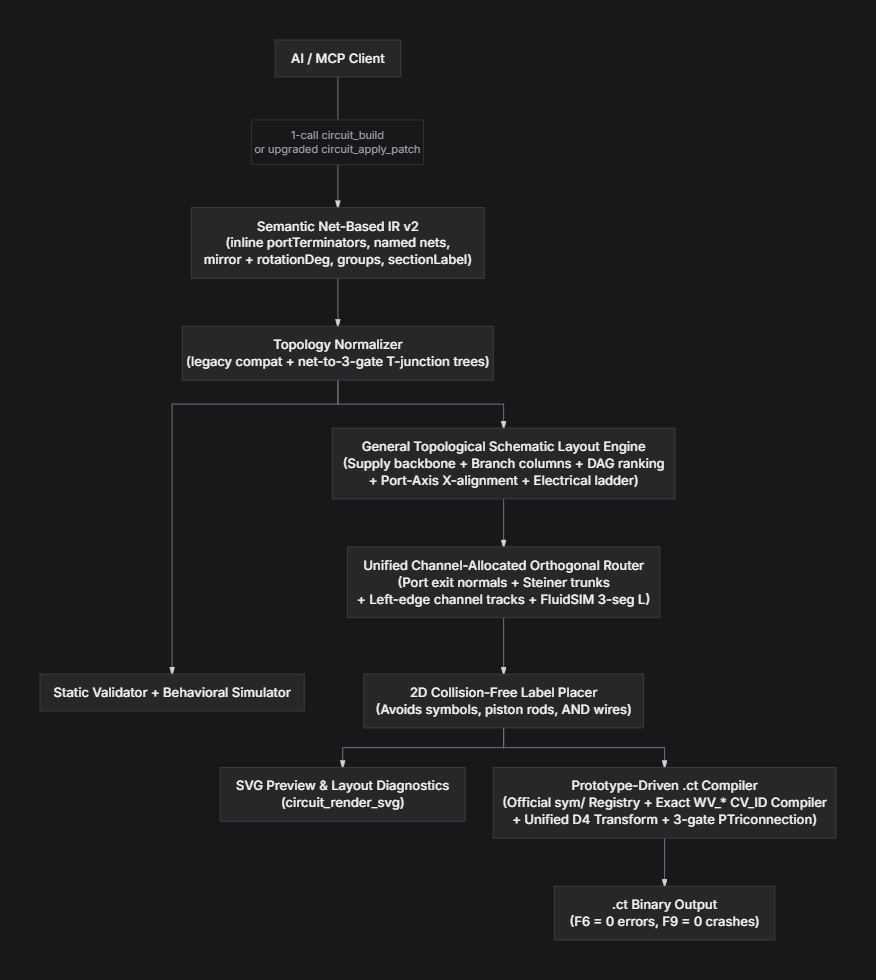 AI / MCP Client
1-call circuit_build
or upgraded circuit_apply_patch
Semantic Net-Based IR v2
(inline portTerminators, named nets,
mirror + rotationDeg, groups, sectionLabel)
Topology Normalizer
(legacy compat + net-to-3-gate T-junction trees)
General Topological Schematic Layout Engine
(Supply backbone + Branch columns + DAG ranking
+ Port-Axis X-alignment + Electrical ladder)
Unified Channel-Allocated Orthogonal Router
(Port exit normals + Steiner trunks
+ Left-edge channel tracks + FluidSIM 3-seg L)
Static Validator + Behavioral Simulator
2D Collision-Free Label Placer
(Avoids symbols, piston rods, AND wires)
SVG Preview & Layout Diagnostics
(circuit_render_svg)
Prototype-Driven .ct Compiler
(Official sym/ Registry + Exact WV_* CV_ID Compiler
+ Unified D4 Transform + 3-gate PTriconnection)
.ct Binary Output
(F6 = 0 errors, F9 = 0 crashes)